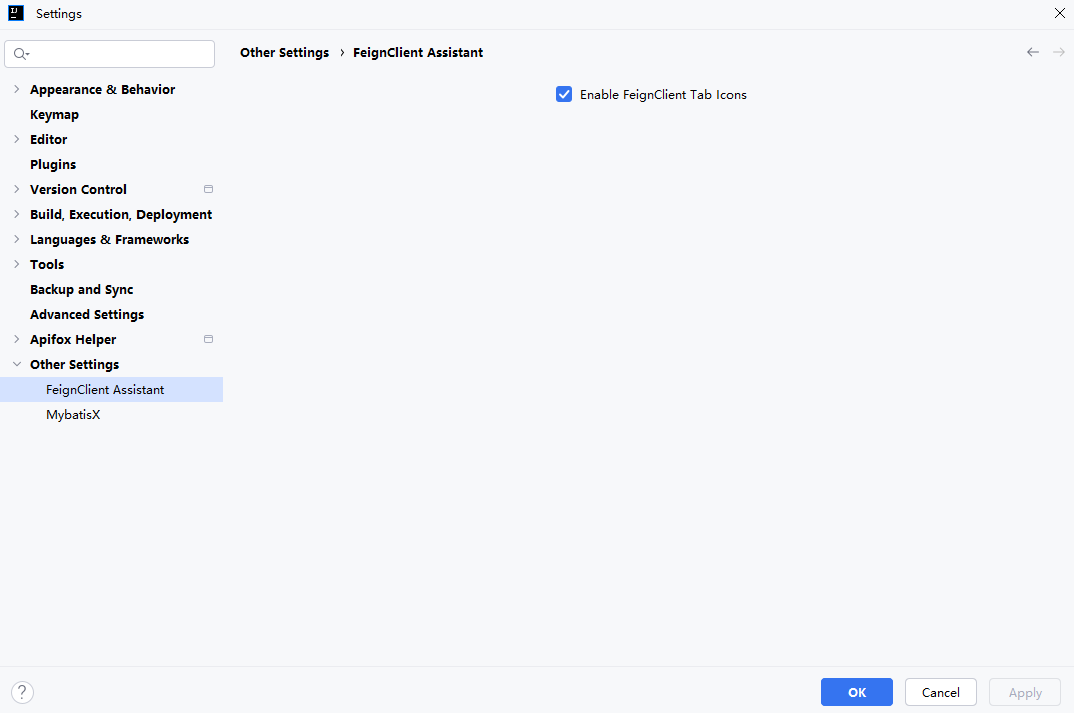 Settings
Other Settings › FeignClient Assistant
Enable FeignClient Tab Icons
Appearance & Behavior
Keymap
Editor
Plugins
Version Control
Build, Execution, Deployment
Languages & Frameworks
Tools
Backup and Sync
Advanced Settings
Apifox Helper
Other Settings
FeignClient Assistant
MybatisX
?
OK
Cancel
Apply